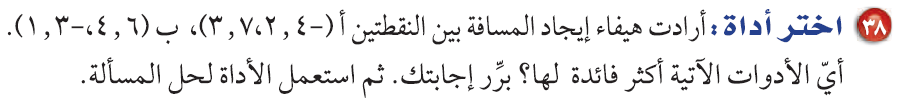 ٣٨ اختر أداة: أرادت هيفاء إيجاد المسافة بين النقطتين أ (-٢,٤، ٣,٧)، ب (٤,٦، -١,٣).
أيّ الأدوات الآتية أكثر فائدة لها؟ برِّر إجابتك. ثم استعمل الأداة لحل المسألة.